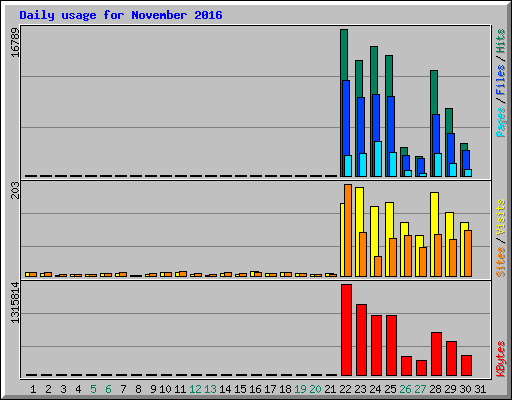 Daily usage for November 2016
16789
Pages / Files / Hits
203
Sites / Visits
1315814
KBytes
1 2 3 4 5 6 7 8 9 10 11 12 13 14 15 16 17 18 19 20 21 22 23 24 25 26 27 28 29 30 31